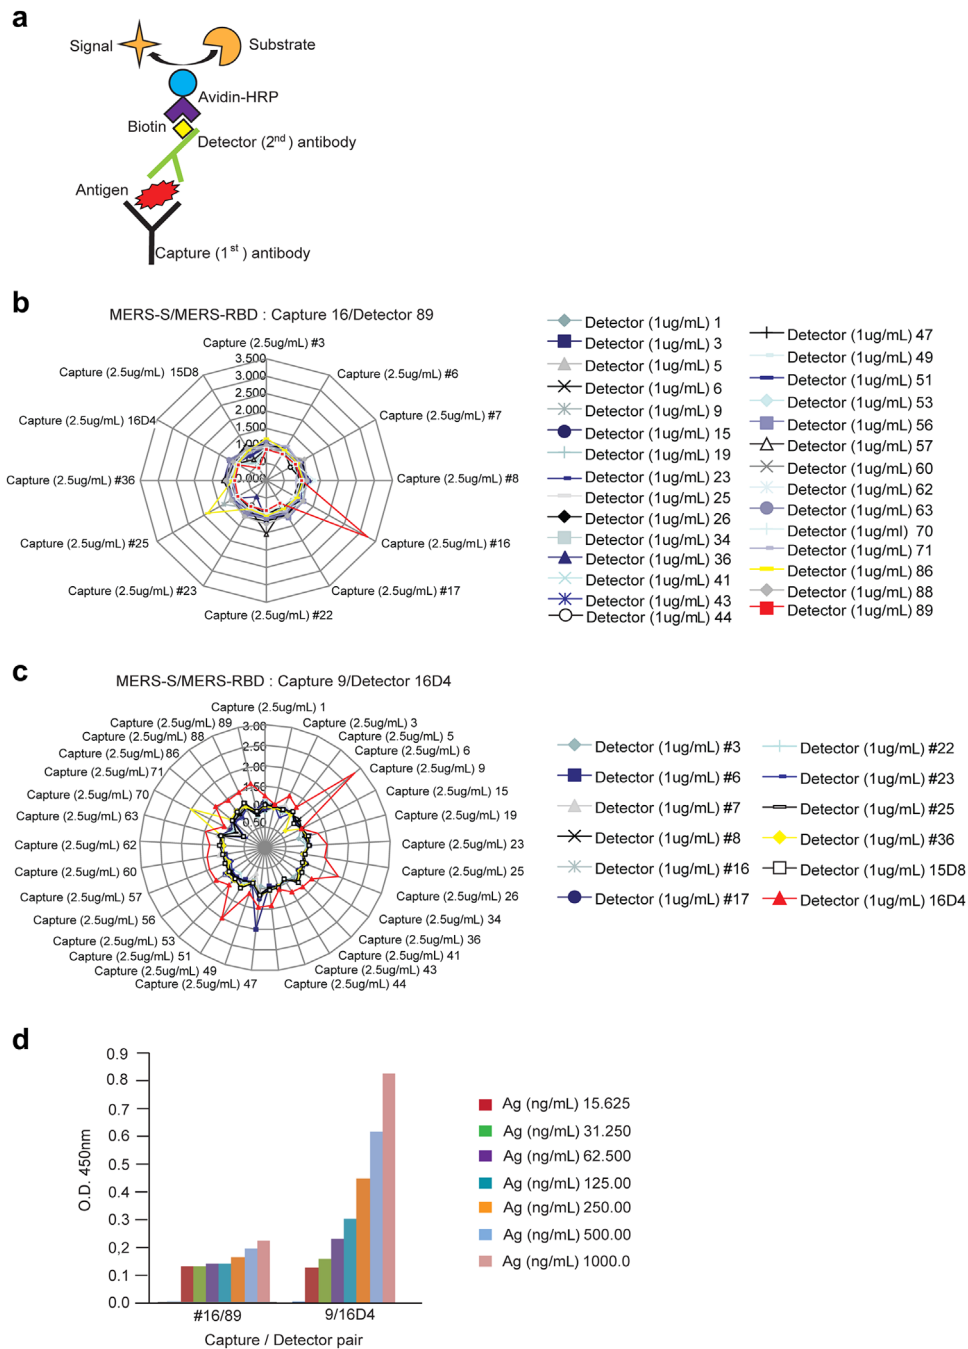 a
Signal
Substrate
Avidin-HRP
Biotin
Detector (2nd) antibody
Antigen
Capture (1st) antibody
b
MERS-S/MERS-RBD : Capture 16/Detector 89
Capture (2.5ug/mL) #3
Capture (2.5ug/mL) #6
Capture (2.5ug/mL) #7
Capture (2.5ug/mL) #8
Capture (2.5ug/mL) #16
Capture (2.5ug/mL) #17
Capture (2.5ug/mL) #22
Capture (2.5ug/mL) #23
Capture (2.5ug/mL) #25
Capture (2.5ug/mL) #36
Capture (2.5ug/mL) 16D4
Capture (2.5ug/mL) 15D8
3.500
3.000
2.500
2.000
1.500
1.000
0.000
Detector (1ug/mL) 1
Detector (1ug/mL) 3
Detector (1ug/mL) 5
Detector (1ug/mL) 6
Detector (1ug/mL) 9
Detector (1ug/mL) 15
Detector (1ug/mL) 19
Detector (1ug/mL) 23
Detector (1ug/mL) 25
Detector (1ug/mL) 26
Detector (1ug/mL) 34
Detector (1ug/mL) 36
Detector (1ug/mL) 41
Detector (1ug/mL) 43
Detector (1ug/mL) 44
Detector (1ug/mL) 47
Detector (1ug/mL) 49
Detector (1ug/mL) 51
Detector (1ug/mL) 53
Detector (1ug/mL) 56
Detector (1ug/mL) 57
Detector (1ug/mL) 60
Detector (1ug/mL) 62
Detector (1ug/mL) 63
Detector (1ug/ml) 70
Detector (1ug/mL) 71
Detector (1ug/mL) 86
Detector (1ug/mL) 88
Detector (1ug/mL) 89
c
MERS-S/MERS-RBD : Capture 9/Detector 16D4
Capture (2.5ug/mL) 1
Capture (2.5ug/mL) 3
Capture (2.5ug/mL) 5
Capture (2.5ug/mL) 6
Capture (2.5ug/mL) 9
Capture (2.5ug/mL) 15
Capture (2.5ug/mL) 19
Capture (2.5ug/mL) 23
Capture (2.5ug/mL) 25
Capture (2.5ug/mL) 26
Capture (2.5ug/mL) 34
Capture (2.5ug/mL) 36
Capture (2.5ug/mL) 41
Capture (2.5ug/mL) 43
Capture (2.5ug/mL) 44
Capture (2.5ug/mL) 47
Capture (2.5ug/mL) 49
Capture (2.5ug/mL) 51
Capture (2.5ug/mL) 53
Capture (2.5ug/mL) 56
Capture (2.5ug/mL) 57
Capture (2.5ug/mL) 60
Capture (2.5ug/mL) 62
Capture (2.5ug/mL) 63
Capture (2.5ug/mL) 70
Capture (2.5ug/mL) 71
Capture (2.5ug/mL) 86
Capture (2.5ug/mL) 88
Capture (2.5ug/mL) 89
3.00
2.50
2.00
1.50
0.50
Detector (1ug/mL) #3
Detector (1ug/mL) #6
Detector (1ug/mL) #7
Detector (1ug/mL) #8
Detector (1ug/mL) #16
Detector (1ug/mL) #17
Detector (1ug/mL) #22
Detector (1ug/mL) #23
Detector (1ug/mL) #25
Detector (1ug/mL) #36
Detector (1ug/mL) 15D8
Detector (1ug/mL) 16D4
d
O.D. 450nm
0.9
0.8
0.7
0.6
0.5
0.4
0.3
0.2
0.1
0.0
#16/89
9/16D4
Capture / Detector pair
Ag (ng/mL) 15.625
Ag (ng/mL) 31.250
Ag (ng/mL) 62.500
Ag (ng/mL) 125.00
Ag (ng/mL) 250.00
Ag (ng/mL) 500.00
Ag (ng/mL) 1000.0